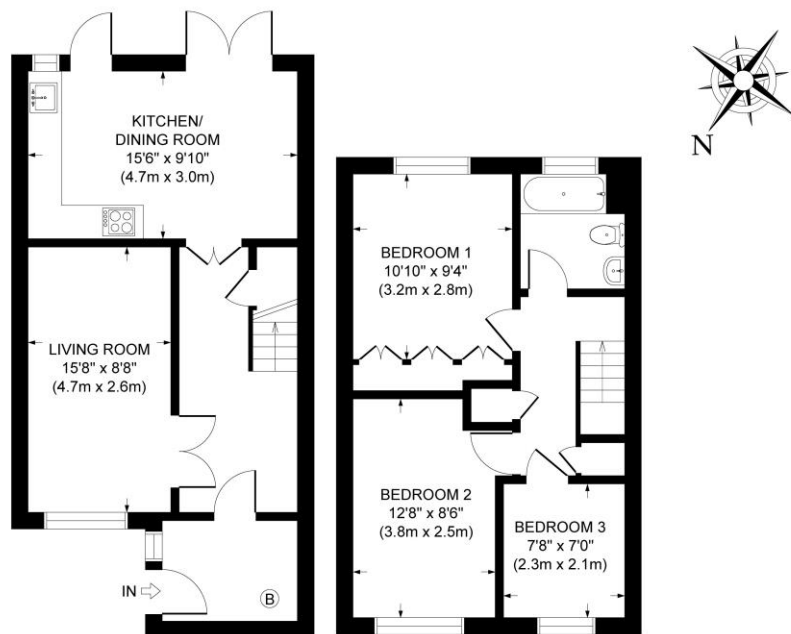 KITCHEN/
DINING ROOM
15'6" x 9'10"
(4.7m x 3.0m)
LIVING ROOM
15'8" x 8'8"
(4.7m x 2.6m)
IN
B
N
BEDROOM 1
10'10" x 9'4"
(3.2m x 2.8m)
BEDROOM 2
12'8" x 8'6"
(3.8m x 2.5m)
BEDROOM 3
7'8" x 7'0"
(2.3m x 2.1m)